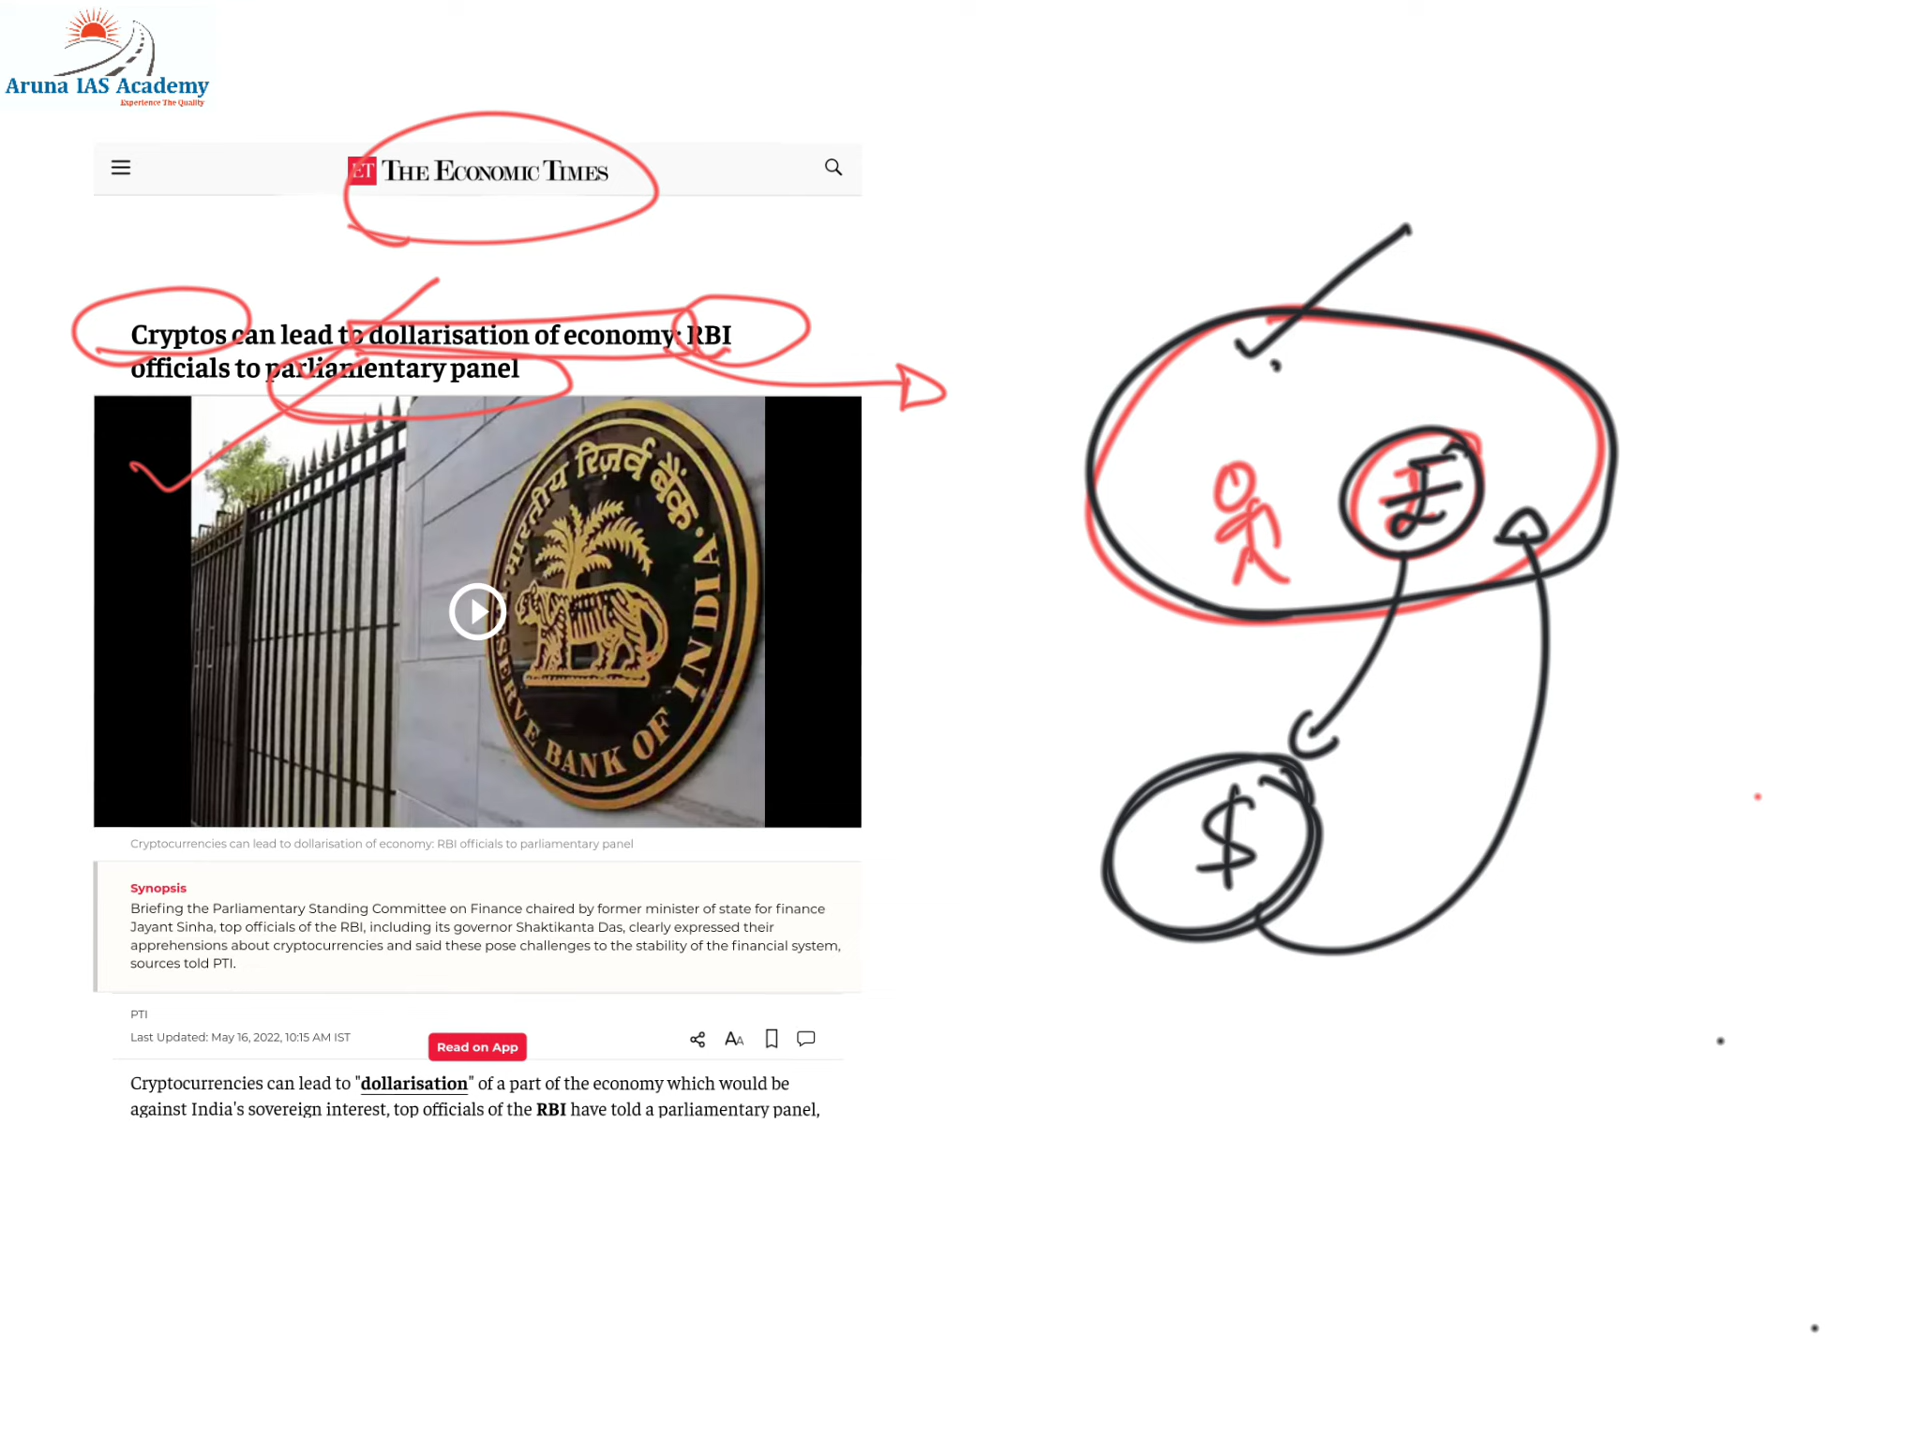 Aruna IAS Academy
Experience The Quality
ET THE ECONOMIC TIMES
Cryptos can lead to dollarisation of economy: RBI
officials to parliamentary panel
भारतीय रिज़र्व बैंक
RESERVE BANK OF INDIA
$
Cryptocurrencies can lead to dollarisation of economy: RBI officials to parliamentary panel
Synopsis
Briefing the Parliamentary Standing Committee on Finance chaired by former minister of state for finance
Jayant Sinha, top officials of the RBI, including its governor Shaktikanta Das, clearly expressed their
apprehensions about cryptocurrencies and said these pose challenges to the stability of the financial system,
sources told PTI.
PTI
Last Updated: May 16, 2022, 10:15 AM IST
Read on App
AA
Cryptocurrencies can lead to "dollarisation" of a part of the economy which would be
against India's sovereign interest, top officials of the RBI have told a parliamentary panel,